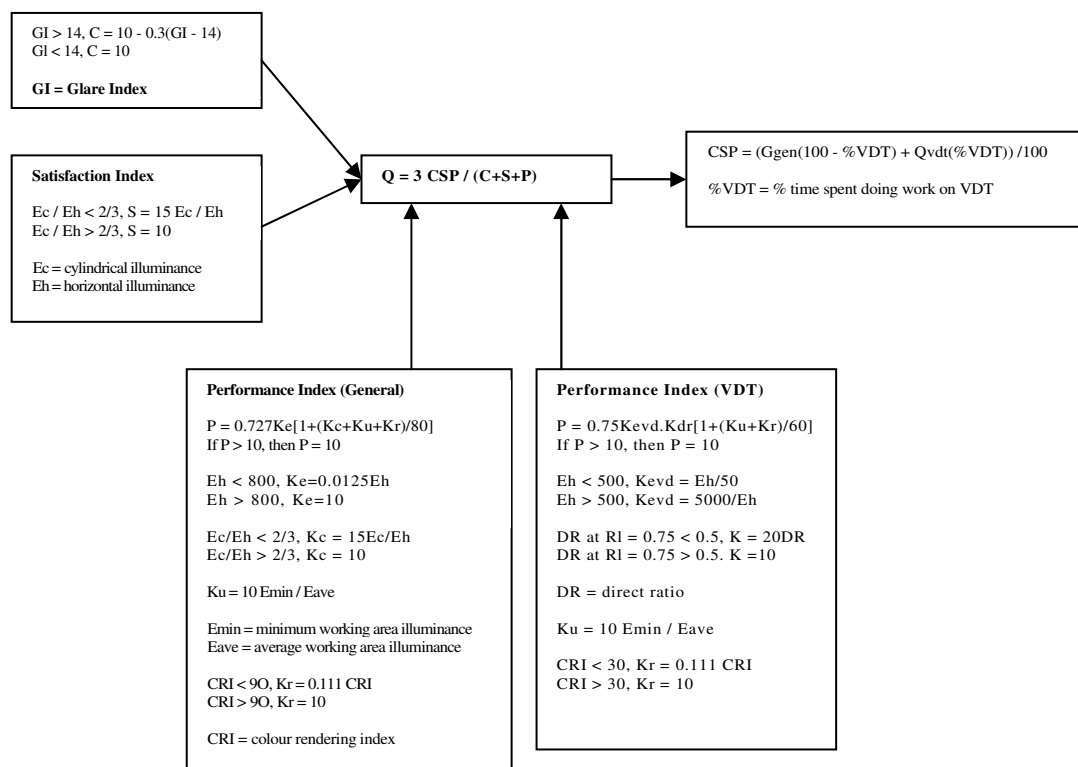 GI > 14, C = 10 - 0.3(GI - 14)
Gl < 14, C = 10
GI = Glare Index
Satisfaction Index
Ec / Eh < 2/3, S = 15 Ec / Eh
Ec / Eh > 2/3, S = 10
Ec = cylindrical illuminance
Eh = horizontal illuminance
Q = 3 CSP / (C+S+P)
CSP = (Ggen(100 - %VDT) + Qvdt(%VDT)) /100
%VDT = % time spent doing work on VDT
Performance Index (General)
P = 0.727Ke[1+(Kc+Ku+Kr)/80]
If P > 10, then P = 10
Eh < 800, Ke=0.0125Eh
Eh > 800, Ke=10
Ec/Eh < 2/3, Kc = 15Ec/Eh
Ec/Eh > 2/3, Kc = 10
Ku = 10 Emin / Eave
Emin = minimum working area illuminance
Eave = average working area illuminance
CRI < 9O, Kr = 0.111 CRI
CRI > 9O, Kr = 10
CRI = colour rendering index
Performance Index (VDT)
P = 0.75Kevd.Kdr[1+(Ku+Kr)/60]
If P > 10, then P = 10
Eh < 500, Kevd = Eh/50
Eh > 500, Kevd = 5000/Eh
DR at Rl = 0.75 < 0.5, K = 20DR
DR at Rl = 0.75 > 0.5. K =10
DR = direct ratio
Ku = 10 Emin / Eave
CRI < 30, Kr = 0.111 CRI
CRI > 30, Kr = 10